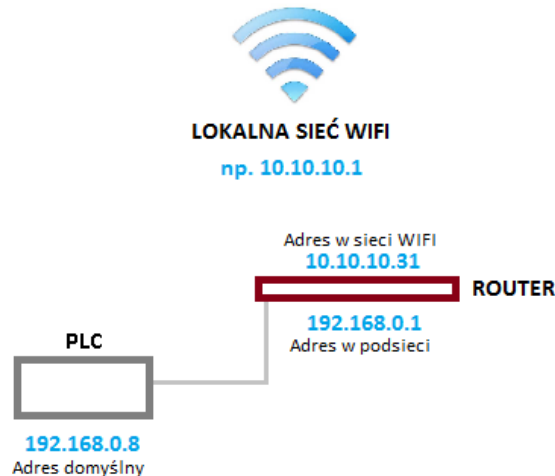 LOKALNA SIEĆ WIFI
np. 10.10.10.1
Adres w sieci WIFI
10.10.10.31
ROUTER
192.168.0.1
Adres w podsieci
PLC
192.168.0.8
Adres domyślny